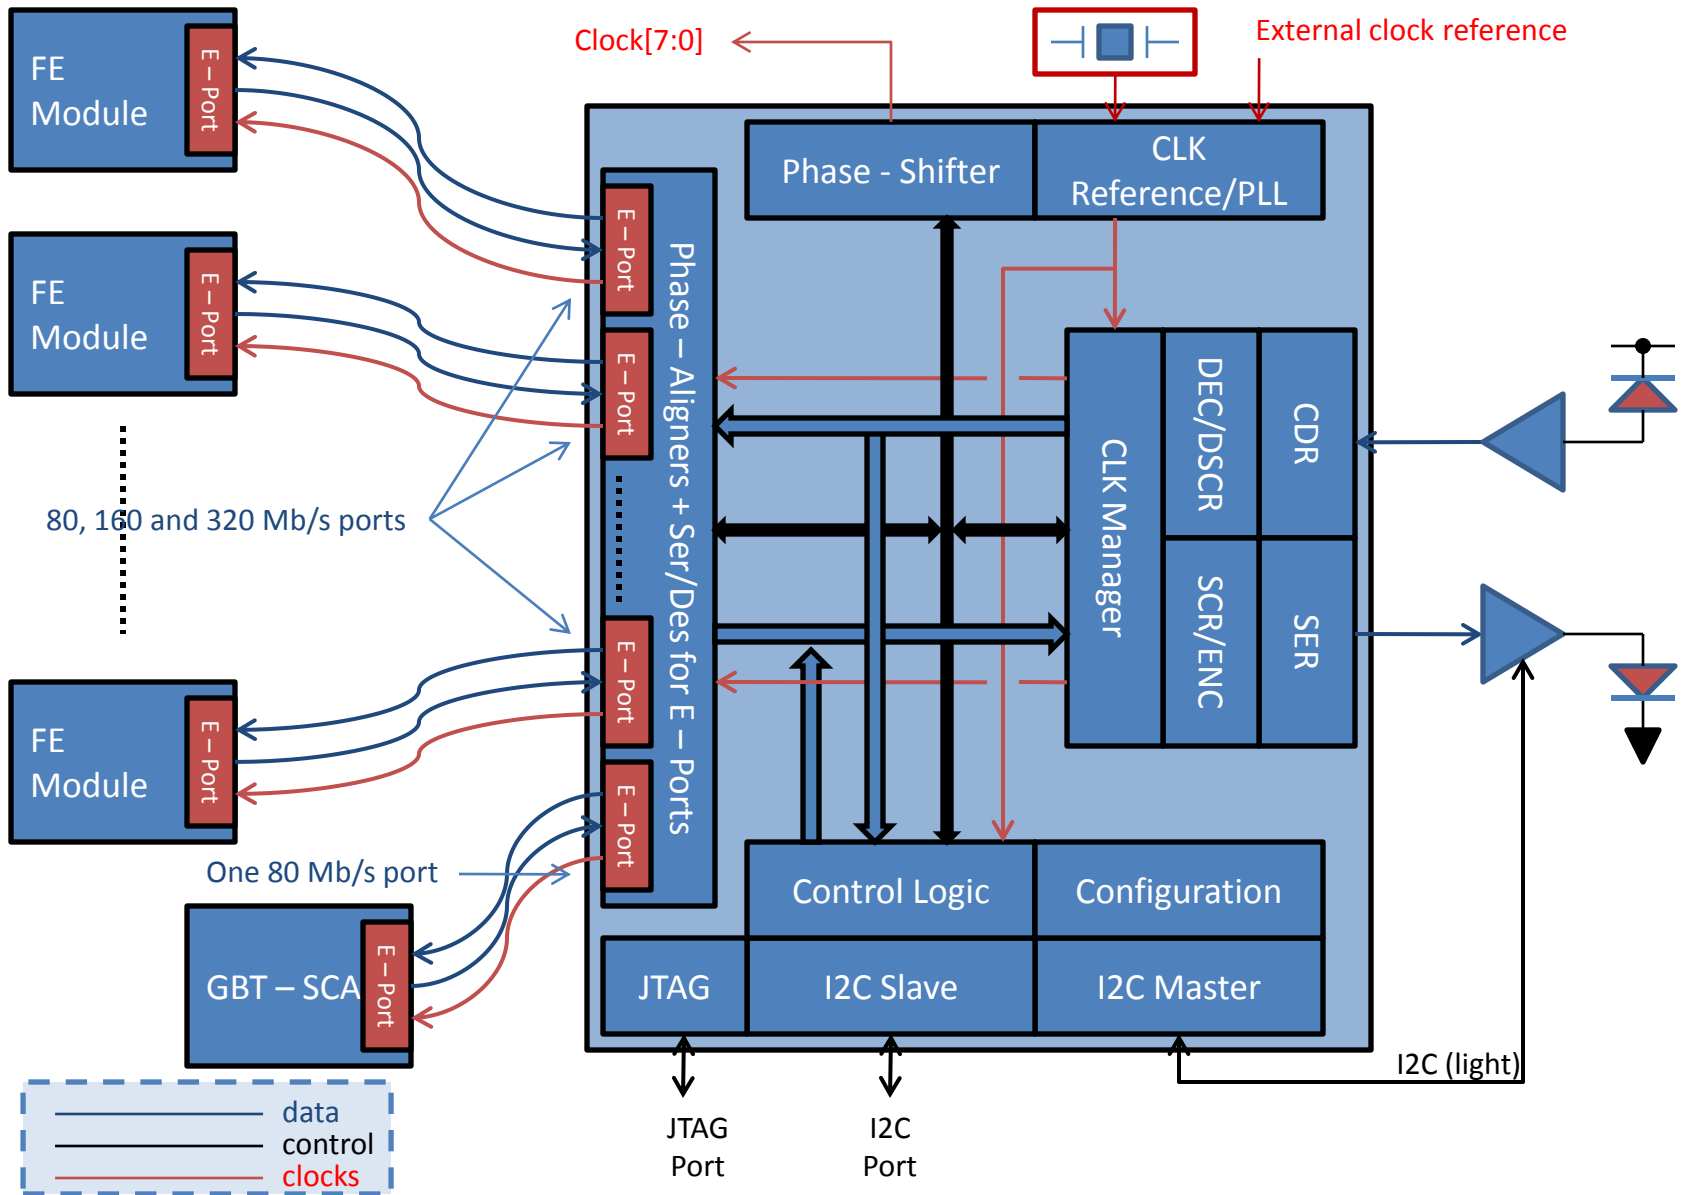 Clock[7:0]
External clock reference
FE
Module
E – Port
Phase - Shifter
CLK
Reference/PLL
E – Port
FE
Module
E – Port
E – Port
Phase – Aligners + Ser/Des for E – Ports
CLK Manager
DEC/DSCR
CDR
80, 160 and 320 Mb/s ports
SCR/ENC
SER
FE
Module
E – Port
E – Port
E – Port
One 80 Mb/s port
Control Logic
Configuration
GBT – SCA
E – Port
JTAG
I2C Slave
I2C Master
I2C (light)
data
control
clocks
JTAG
Port
I2C
Port